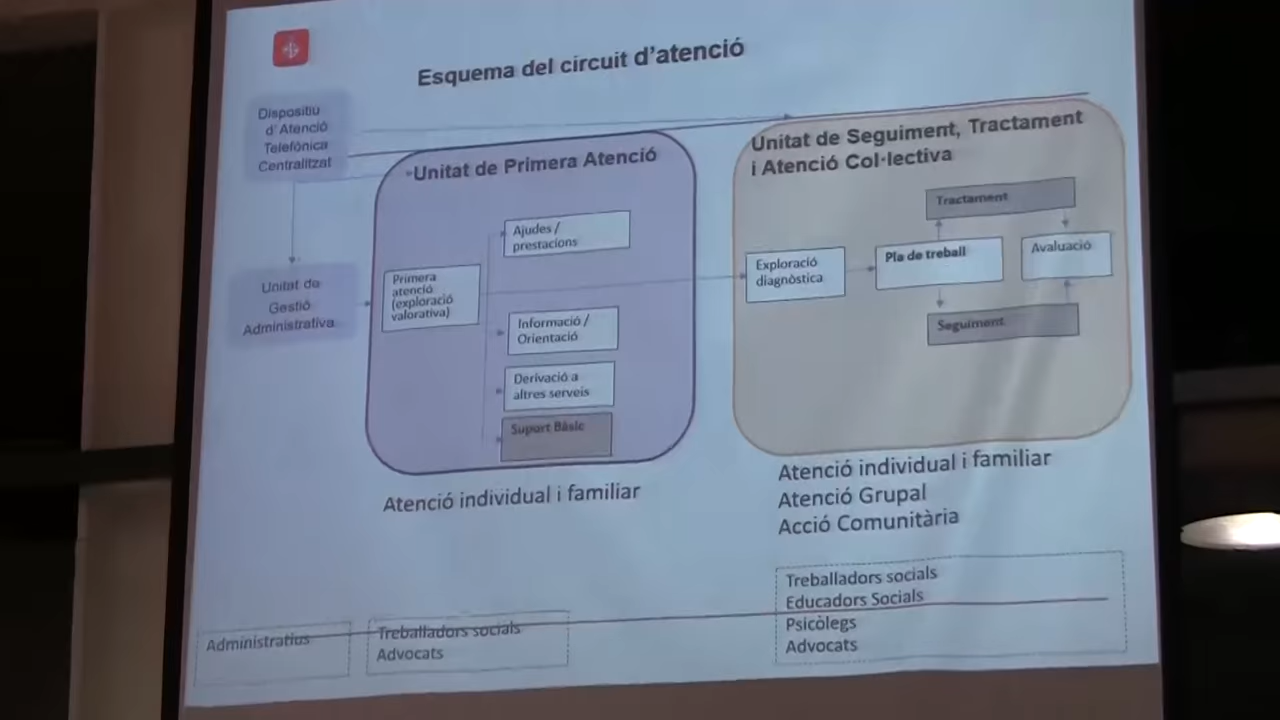 Esquema del circuit d'atenció
Dispositiu
d'Atenció
Telefònica
Centralitzat
Unitat de Primera Atenció
Unitat de Seguiment, Tractament
i Atenció Col·lectiva
Unitat de
Gestió
Administrativa
Primera
atenció
(exploració
valorativa)
Ajudes /
prestacions
Informació /
Orientació
Derivació a
altres serveis
Suport Bàsic
Exploració
diagnòstica
Pla de treball
Tractament
Avaluació
Seguiment
Atenció individual i familiar
Atenció individual i familiar
Atenció Grupal
Acció Comunitària
Administratius
Treballadors socials
Advocats
Treballadors socials
Educadors Socials
Psicòlegs
Advocats